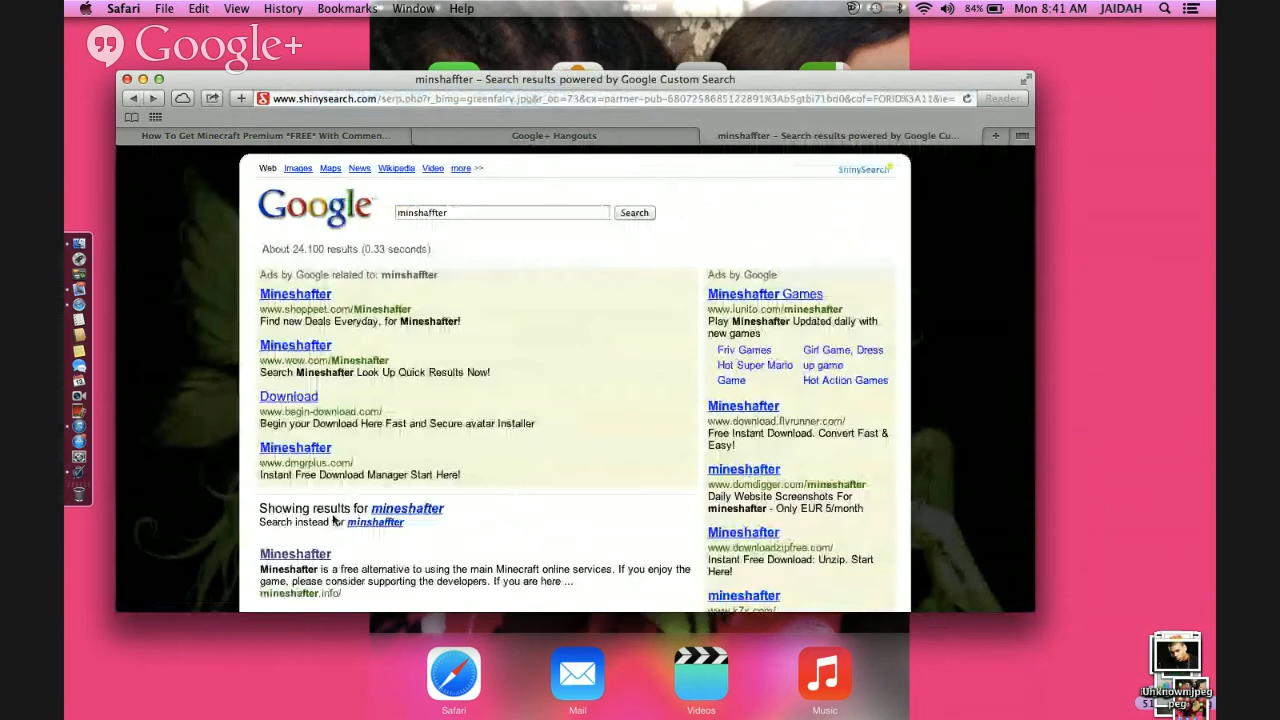 Safari File Edit View History Bookmarks Window Help
84% Mon 8:41 AM JAIDAH
Google+
minshaffter – Search results powered by Google Custom Search
www.shinysearch.com/serp.php?r_bimg=greenfairy.jpg&r_on=73&cx=partner-pub-6807258685122891%3Ab5gtbi71bd0&cof=FORID%3A11&ie=
Reader
How To Get Minecraft Premium *FREE* With Commen...
Google+ Hangouts
minshaffter – Search results powered by Google Cu...
Web Images Maps News Wikipedia Video more >>
ShinySearch
Google
minshaffter
Search
About 24.100 results (0.33 seconds)
Ads by Google related to: minshaffter
Mineshafter
www.shoppeet.com/Mineshafter
Find new Deals Everyday, for Mineshafter!
Mineshafter
www.wow.com/Mineshafter
Search Mineshafter Look Up Quick Results Now!
Download
www.begin-download.com/
Begin your Download Here Fast and Secure avatar Installer
Mineshafter
www.dmgrplus.com/
Instant Free Download Manager Start Here!
Showing results for mineshafter
Search instead for minshaffter
Mineshafter
Mineshafter is a free alternative to using the main Minecraft online services. If you enjoy the
game, please consider supporting the developers. If you are here ...
mineshafter.info/
Ads by Google
Mineshafter Games
www.lunito.com/mineshafter
Play Mineshafter Updated daily with
new games
Friv Games
Hot Super Mario
Game
Girl Game, Dress
up game
Hot Action Games
Mineshafter
www.download.flvrunner.com/
Free Instant Download. Convert Fast &
Easy!
mineshafter
www.domdigger.com/mineshafter
Daily Website Screenshots For
mineshafter - Only EUR 5/month
Mineshafter
www.downloadzipfree.com/
Instant Free Download: Unzip. Start
Here!
mineshafter
Safari
Mail
Videos
Music